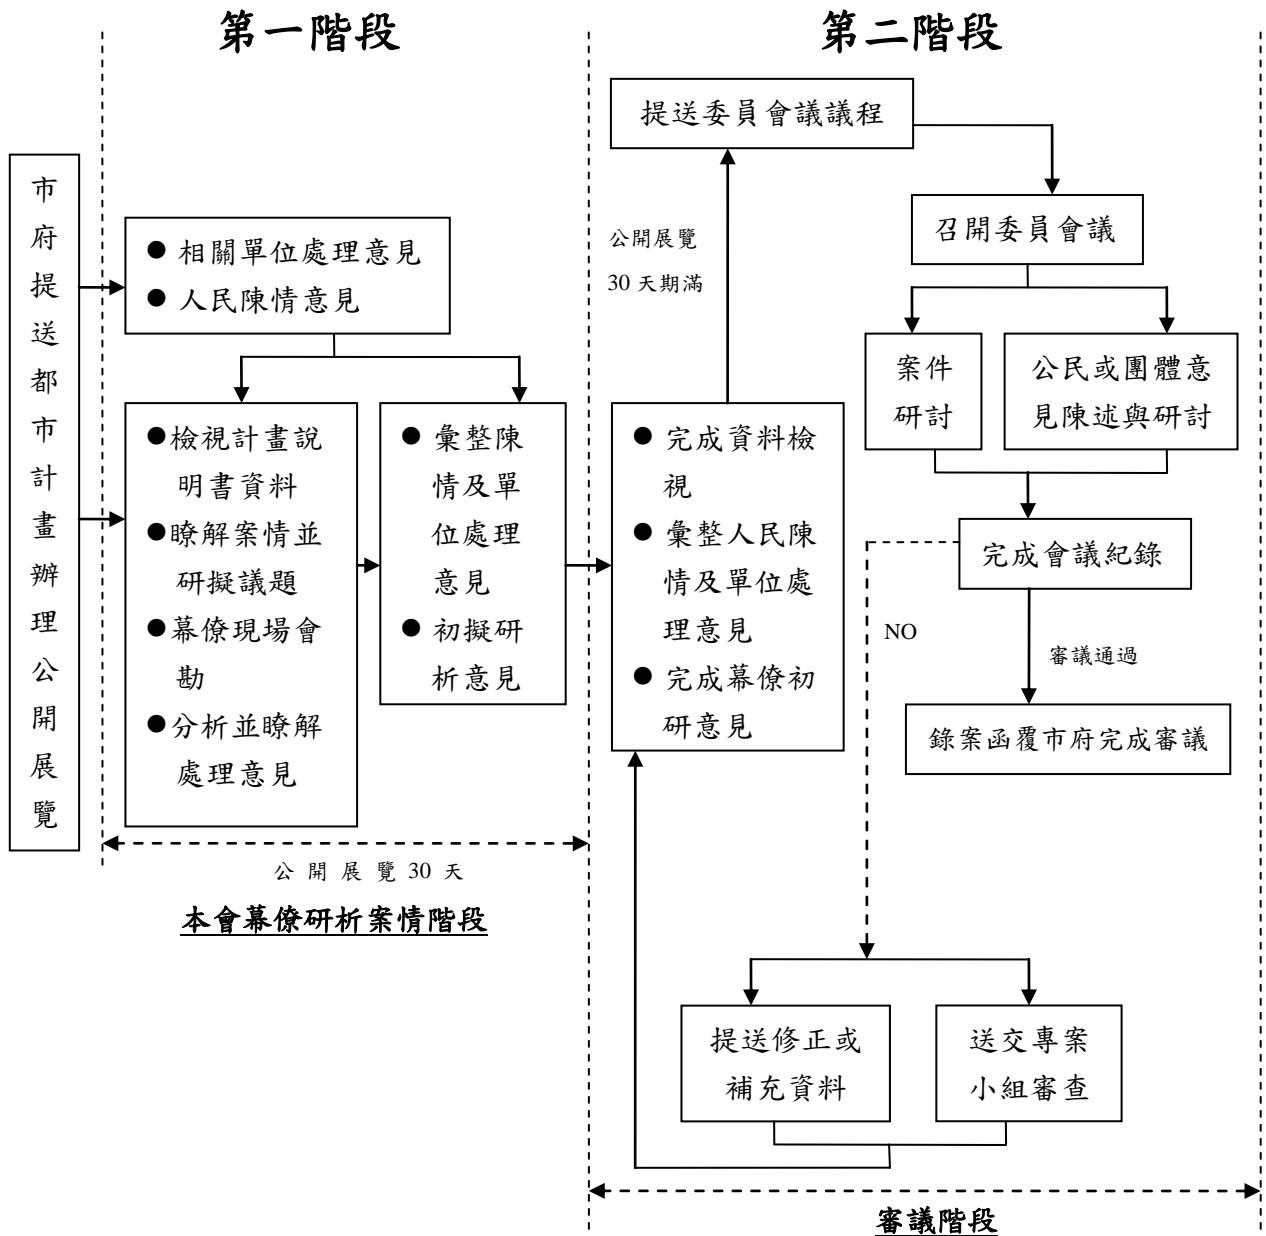 第一階段
第二階段
市府提送都市計畫辦理公開展覽
●相關單位處理意見
●人民陳情意見
●檢視計畫說
明書資料
●瞭解案情並
研擬議題
●幕僚現場會
勘
●分析並瞭解
處理意見
●彙整陳
情及單
位處理
意見
●初擬研
析意見
公開展覽30天
本會幕僚研析案情階段
●完成資料檢
視
●彙整人民陳
情及單位處
理意見
●完成幕僚初
研意見
公開展覽
30天期滿
提送委員會議議程
召開委員會議
案件
研討
公民或團體意
見陳述與研討
完成會議紀錄
NO
審議通過
錄案函覆市府完成審議
提送修正或
補充資料
送交專案
小組審查
審議階段